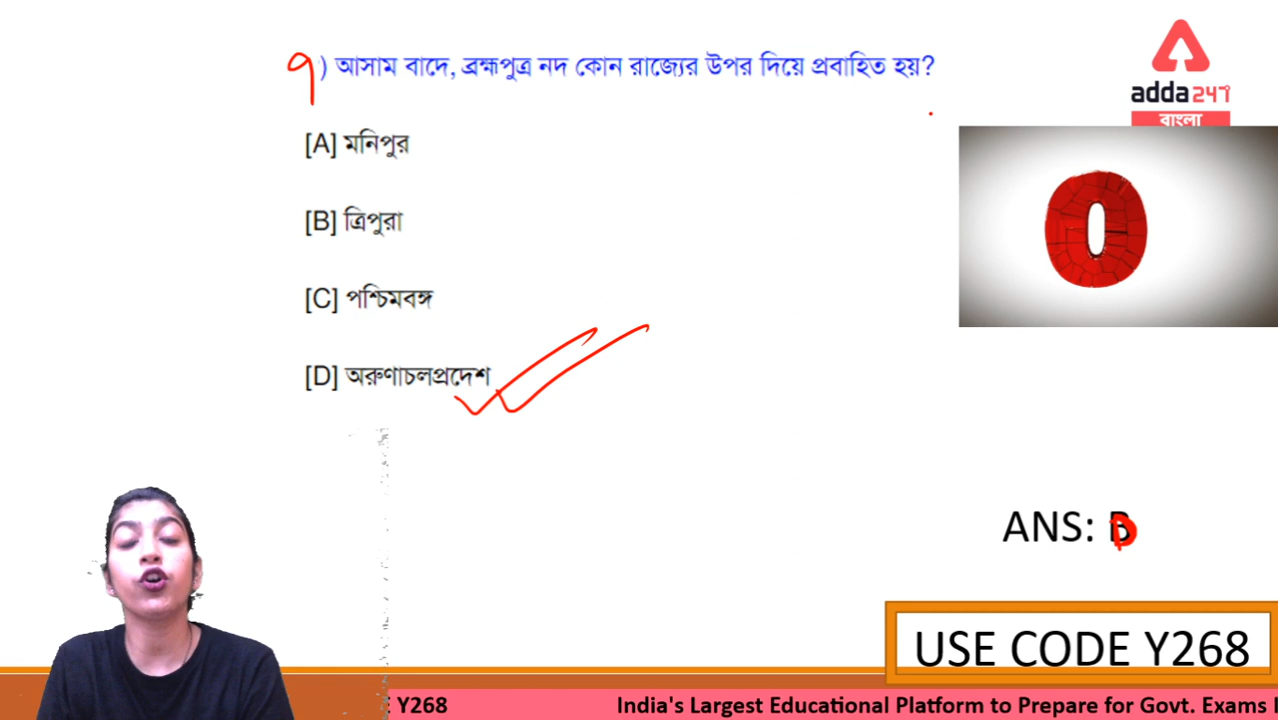 ৭) আসাম বাদে, ব্রহ্মপুত্র নদ কোন রাজ্যের উপর দিয়ে প্রবাহিত হয়?
adda247
বাংলা
[A] মনিপুর
0
[B] ত্রিপুরা
[C] পশ্চিমবঙ্গ
[D] অরুণাচলপ্রদেশ
ANS: D
USE CODE Y268
Y268 India's Largest Educational Platform to Prepare for Govt. Exams